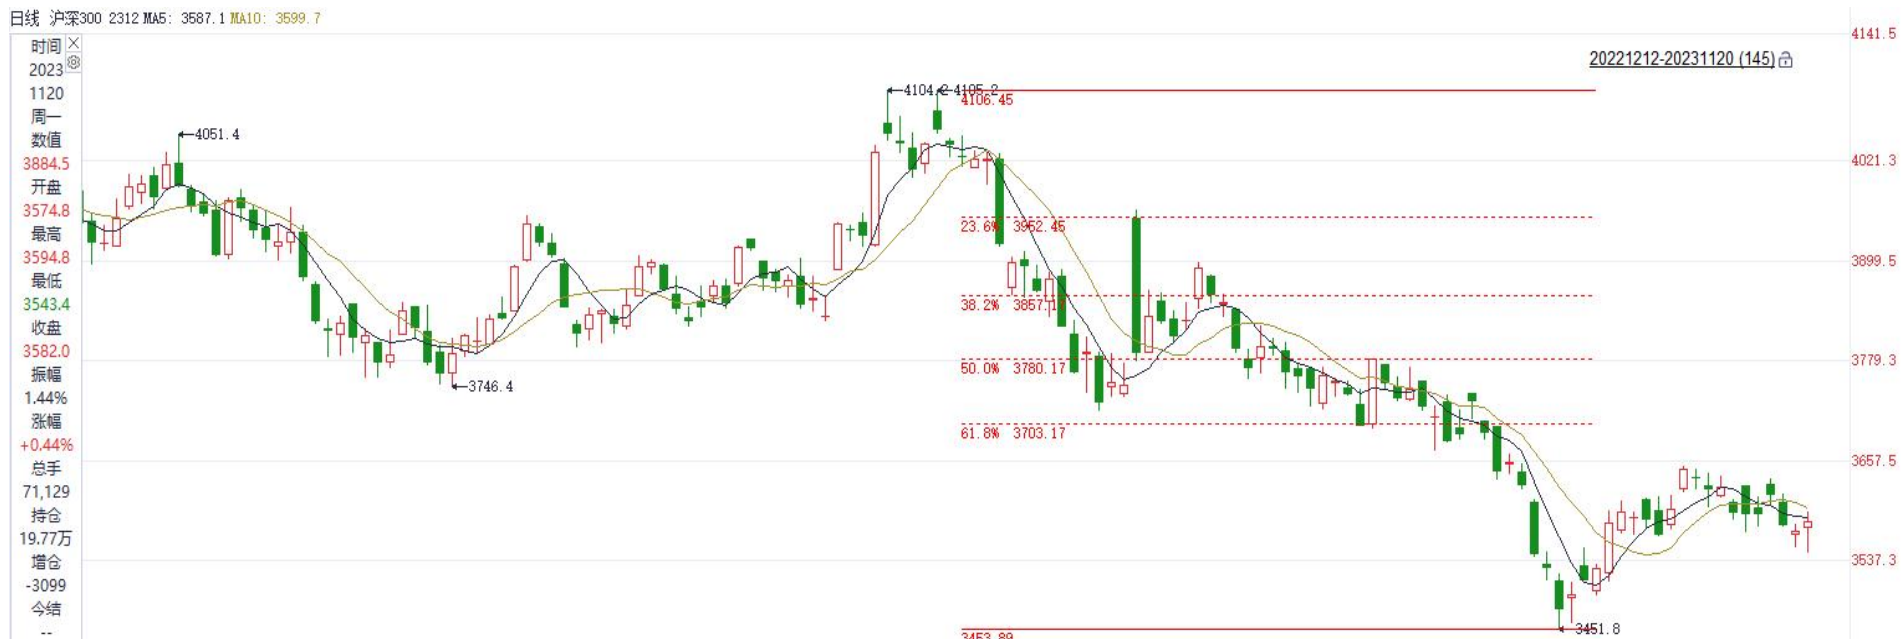 日线 沪深300 2312 MA5: 3587.1 MA10: 3599.7
时间
2023
1120
周一
数值
3884.5
开盘
3574.8
最高
3594.8
最低
3543.4
收盘
3582.0
振幅
1.44%
涨幅
+0.44%
总手
71,129
持仓
19.77万
增仓
-3099
今结
--
20221212-20231120 (145)
4051.4
3746.4
4104.2
4105.2
4106.45
23.6% 3952.45
38.2% 3857.17
50.0% 3780.17
61.8% 3703.17
3453.89
3451.8
4141.5
4021.3
3899.5
3779.3
3657.5
3537.3